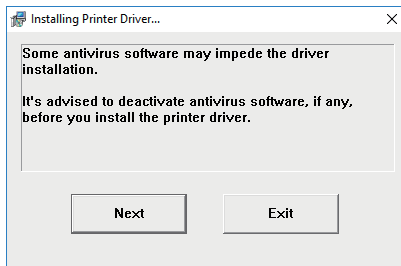 Installing Printer Driver...
Some antivirus software may impede the driver
installation.
It's advised to deactivate antivirus software, if any,
before you install the printer driver.
Next
Exit